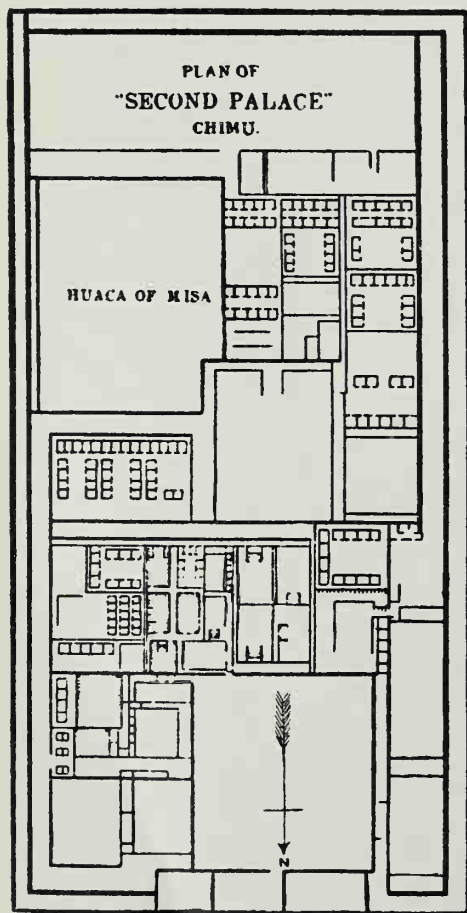 PLAN OF
"SECOND PALACE"
CHIMU.
HUACA OF MISA
N